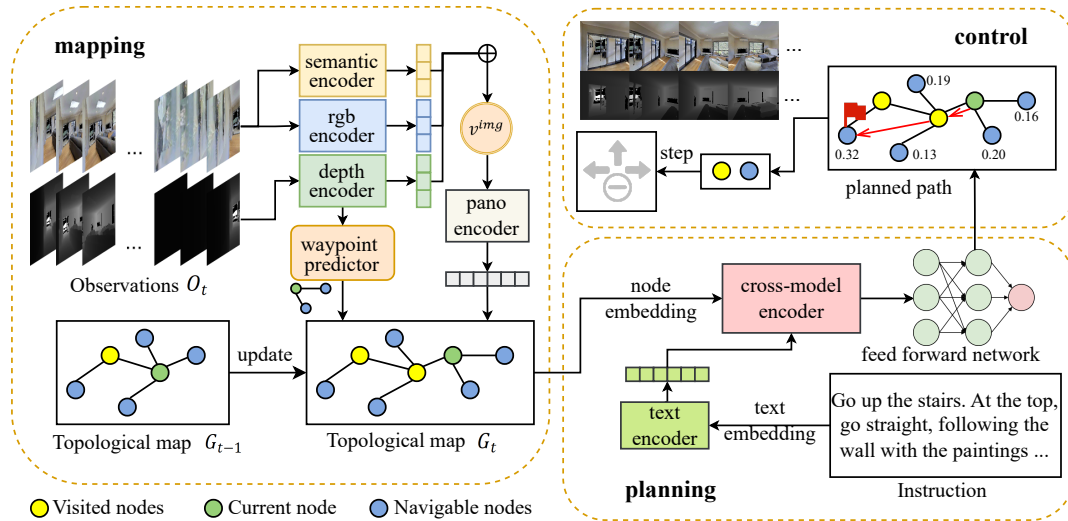 mapping
semantic
encoder
rgb
encoder
depth
encoder
v^{img}
pano
encoder
waypoint
predictor
...
...
Observations O_t
update
Topological map G_{t-1}
Topological map G_t
Visited nodes
Current node
Navigable nodes
control
...
...
0.19
0.16
0.32
0.13
0.20
planned path
step
node
embedding
cross-model
encoder
feed forward network
text
encoder
text
embedding
Go up the stairs. At the top,
go straight, following the
wall with the paintings ...
Instruction
planning